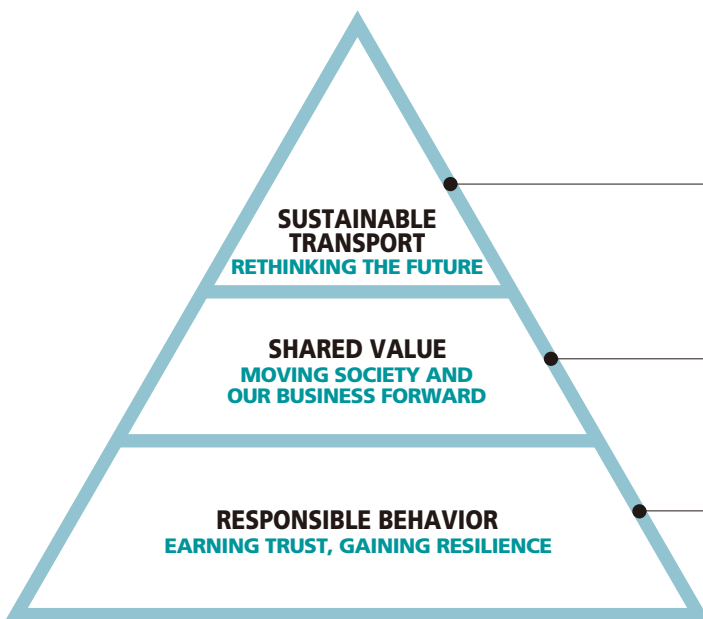 SUSTAINABLE
TRANSPORT
RETHINKING THE FUTURE
SHARED VALUE
MOVING SOCIETY AND
OUR BUSINESS FORWARD
RESPONSIBLE BEHAVIOR
EARNING TRUST, GAINING RESILIENCE